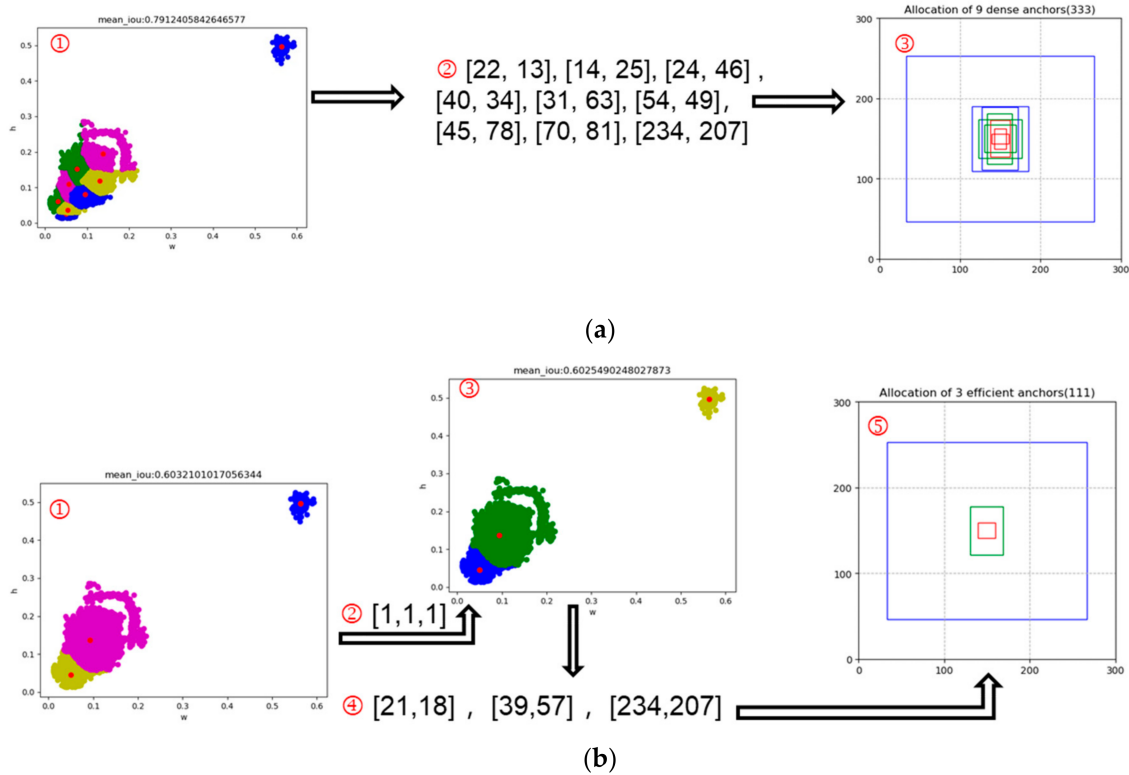 mean_iou:0.7912405842646577
①
0.5
0.4
0.3
0.2
0.1
0.0
h
0.0 0.1 0.2 0.3 0.4 0.5 0.6
w
② [22, 13], [14, 25], [24, 46] ,
[40, 34], [31, 63], [54, 49],
[45, 78], [70, 81], [234, 207]
Allocation of 9 dense anchors(333)
③
300
200
100
0
0 100 200 300
(a)
mean_iou:0.6032101017056344
①
0.5
0.4
0.3
0.2
0.1
0.0
h
0.0 0.1 0.2 0.3 0.4 0.5 0.6
w
② [1,1,1]
mean_iou:0.6025490248027873
③
0.5
0.4
0.3
0.2
0.1
0.0
h
0.0 0.1 0.2 0.3 0.4 0.5 0.6
w
④ [21,18] , [39,57] , [234,207]
Allocation of 3 efficient anchors(111)
⑤
300
200
100
0
0 100 200 300
(b)